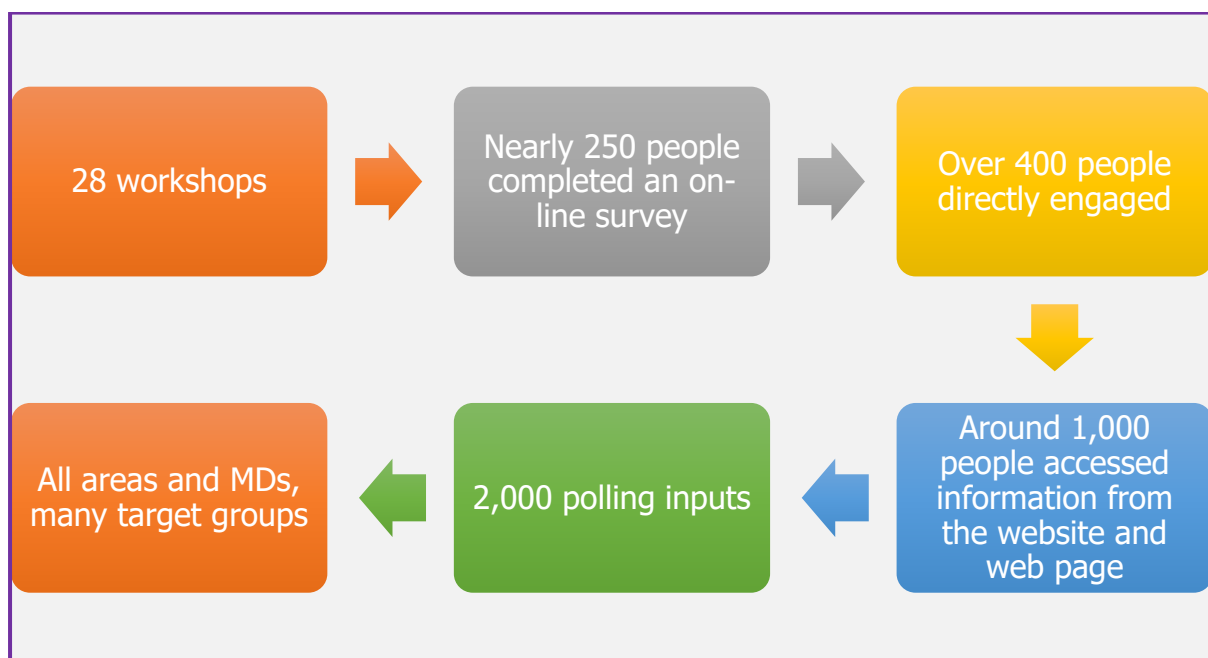 28 workshops
Nearly 250 people
completed an on-
line survey
Over 400 people
directly engaged
Around 1,000
people accessed
information from
the website and
web page
2,000 polling inputs
All areas and MDs,
many target groups